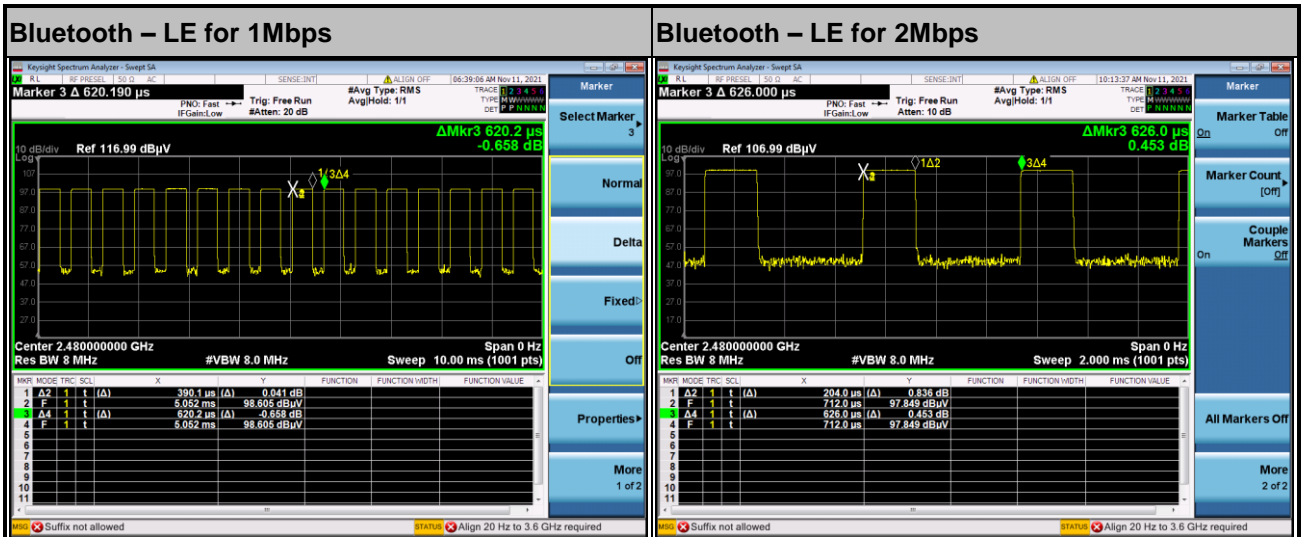 Bluetooth – LE for 1Mbps
Keysight Spectrum Analyzer - Swept SA
RL RF PRESEL 50 Ω AC SENSE:INT ALIGN OFF 06:39:06 AM Nov 11, 2021
Marker 3 Δ 620.190 µs
PNO: Fast Trig: Free Run
IFGain:Low #Atten: 20 dB
#Avg Type: RMS
Avg|Hold: 1/1
TRACE 1 2 3 4 5 6
TYPE M W
DET P P N N N N
ΔMkr3 620.2 µs
-0.658 dB
10 dB/div Ref 116.99 dBµV
Log
107
97.0
87.0
77.0
67.0
57.0
47.0
37.0
27.0
X
2
1/3Δ4
Center 2.480000000 GHz Span 0 Hz
Res BW 8 MHz #VBW 8.0 MHz Sweep 10.00 ms (1001 pts)
MKR MODE TRC SCL X Y FUNCTION FUNCTION WIDTH FUNCTION VALUE
1 Δ2 1 t (Δ) 390.1 µs (Δ) 0.041 dB
2 F 1 t 5.052 ms 98.605 dBµV
3 Δ4 1 t (Δ) 620.2 µs (Δ) -0.658 dB
4 F 1 t 5.052 ms 98.605 dBµV
5
6
7
8
9
10
11
Marker
Select Marker
3
Normal
Delta
Fixed
Off
Properties
More
1 of 2
MSG Suffix not allowed STATUS Align 20 Hz to 3.6 GHz required
Bluetooth – LE for 2Mbps
Keysight Spectrum Analyzer - Swept SA
RL RF PRESEL 50 Ω AC SENSE:INT ALIGN OFF 10:13:37 AM Nov 11, 2021
Marker 3 Δ 626.000 µs
PNO: Fast Trig: Free Run
IFGain:Low Atten: 10 dB
#Avg Type: RMS
Avg|Hold: 1/1
TRACE 1 2 3 4 5 6
TYPE M
DET P P N N N N
ΔMkr3 626.0 µs
0.453 dB
10 dB/div Ref 106.99 dBµV
Log
97.0
87.0
77.0
67.0
57.0
47.0
37.0
27.0
17.0
X
2
1Δ2
3Δ4
Center 2.480000000 GHz Span 0 Hz
Res BW 8 MHz #VBW 8.0 MHz Sweep 2.000 ms (1001 pts)
MKR MODE TRC SCL X Y FUNCTION FUNCTION WIDTH FUNCTION VALUE
1 Δ2 1 t (Δ) 204.0 µs (Δ) 0.836 dB
2 F 1 t 712.0 µs 97.849 dBµV
3 Δ4 1 t (Δ) 626.0 µs (Δ) 0.453 dB
4 F 1 t 712.0 µs 97.849 dBµV
5
6
7
8
9
10
11
Marker
Marker Table
On Off
Marker Count
[Off]
Couple
Markers
On Off
All Markers Off
More
2 of 2
MSG Suffix not allowed STATUS Align 20 Hz to 3.6 GHz required